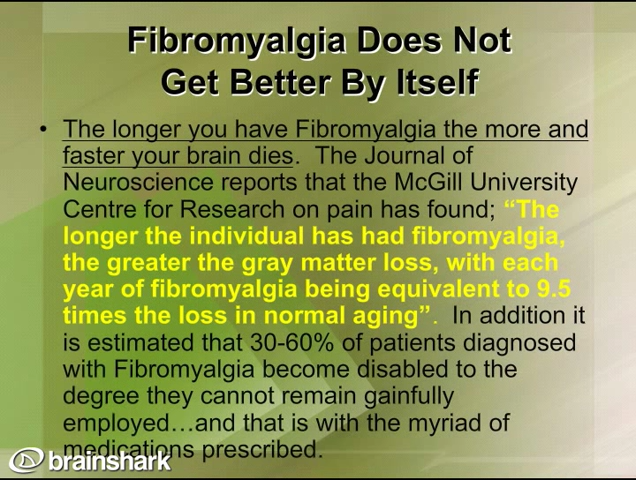 Fibromyalgia Does Not
Get Better By Itself
• The longer you have Fibromyalgia the more and
faster your brain dies. The Journal of
Neuroscience reports that the McGill University
Centre for Research on pain has found; “The
longer the individual has had fibromyalgia,
the greater the gray matter loss, with each
year of fibromyalgia being equivalent to 9.5
times the loss in normal aging”. In addition it
is estimated that 30-60% of patients diagnosed
with Fibromyalgia become disabled to the
degree they cannot remain gainfully
employed…and that is with the myriad of
medications prescribed.
brainshark